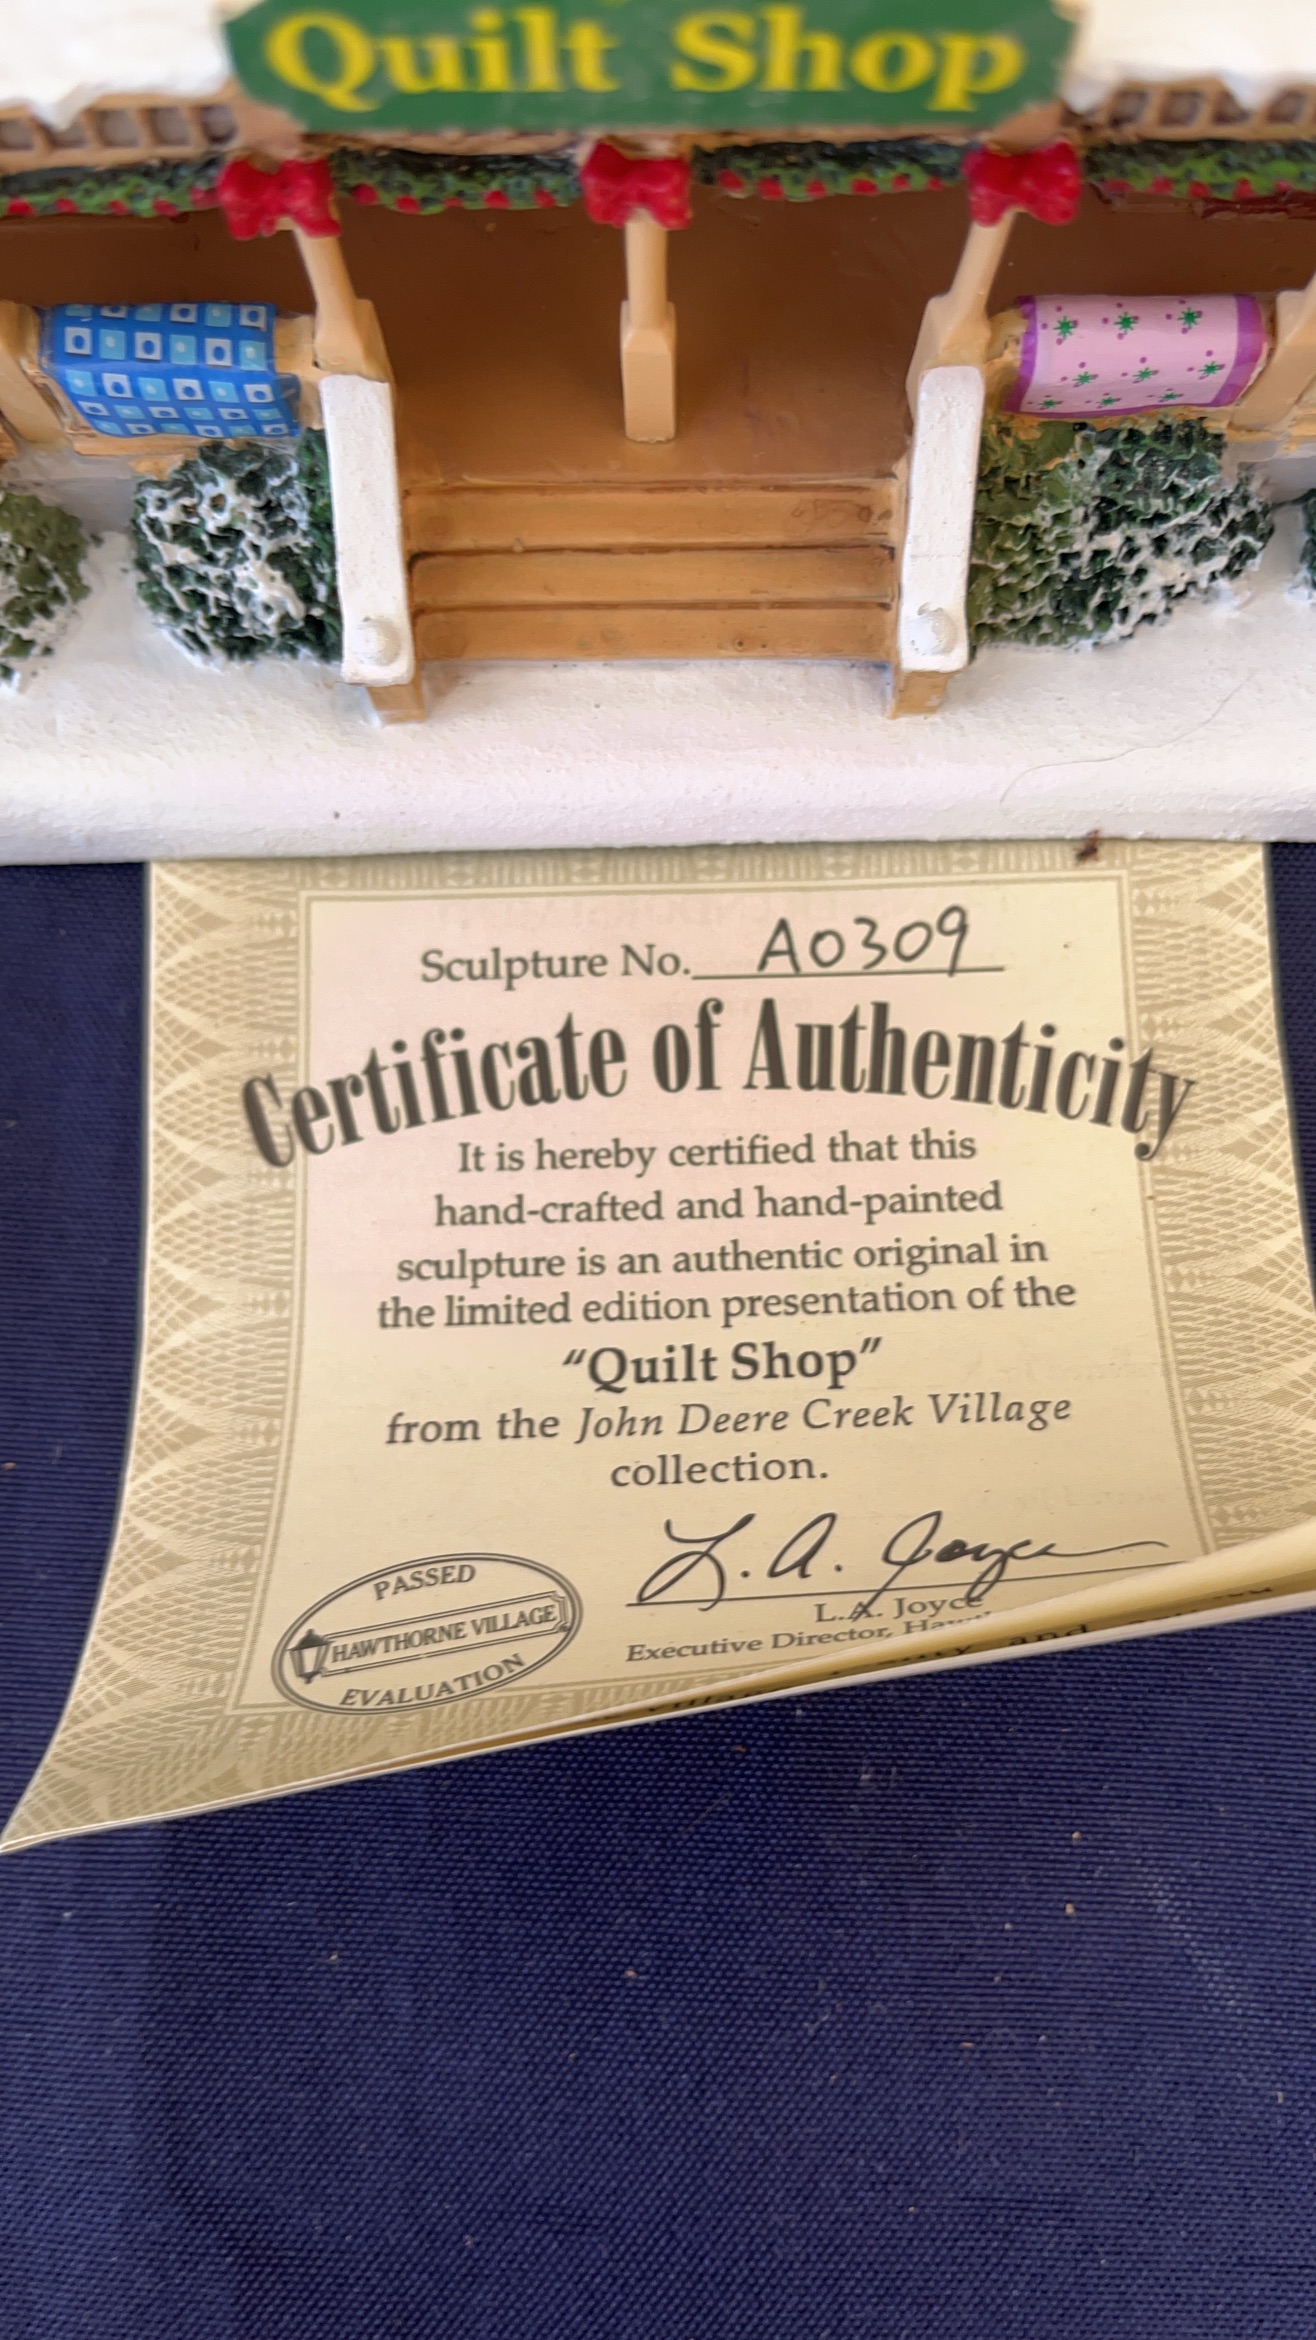 Quilt Shop
Sculpture No. A0309
Certificate of Authenticity
It is hereby certified that this
hand-crafted and hand-painted
sculpture is an authentic original in
the limited edition presentation of the
“Quilt Shop”
from the John Deere Creek Village
collection.
L. A. Joyce
L.A. Joyce
Executive Director,
PASSED
HAWTHORNE VILLAGE
EVALUATION
and